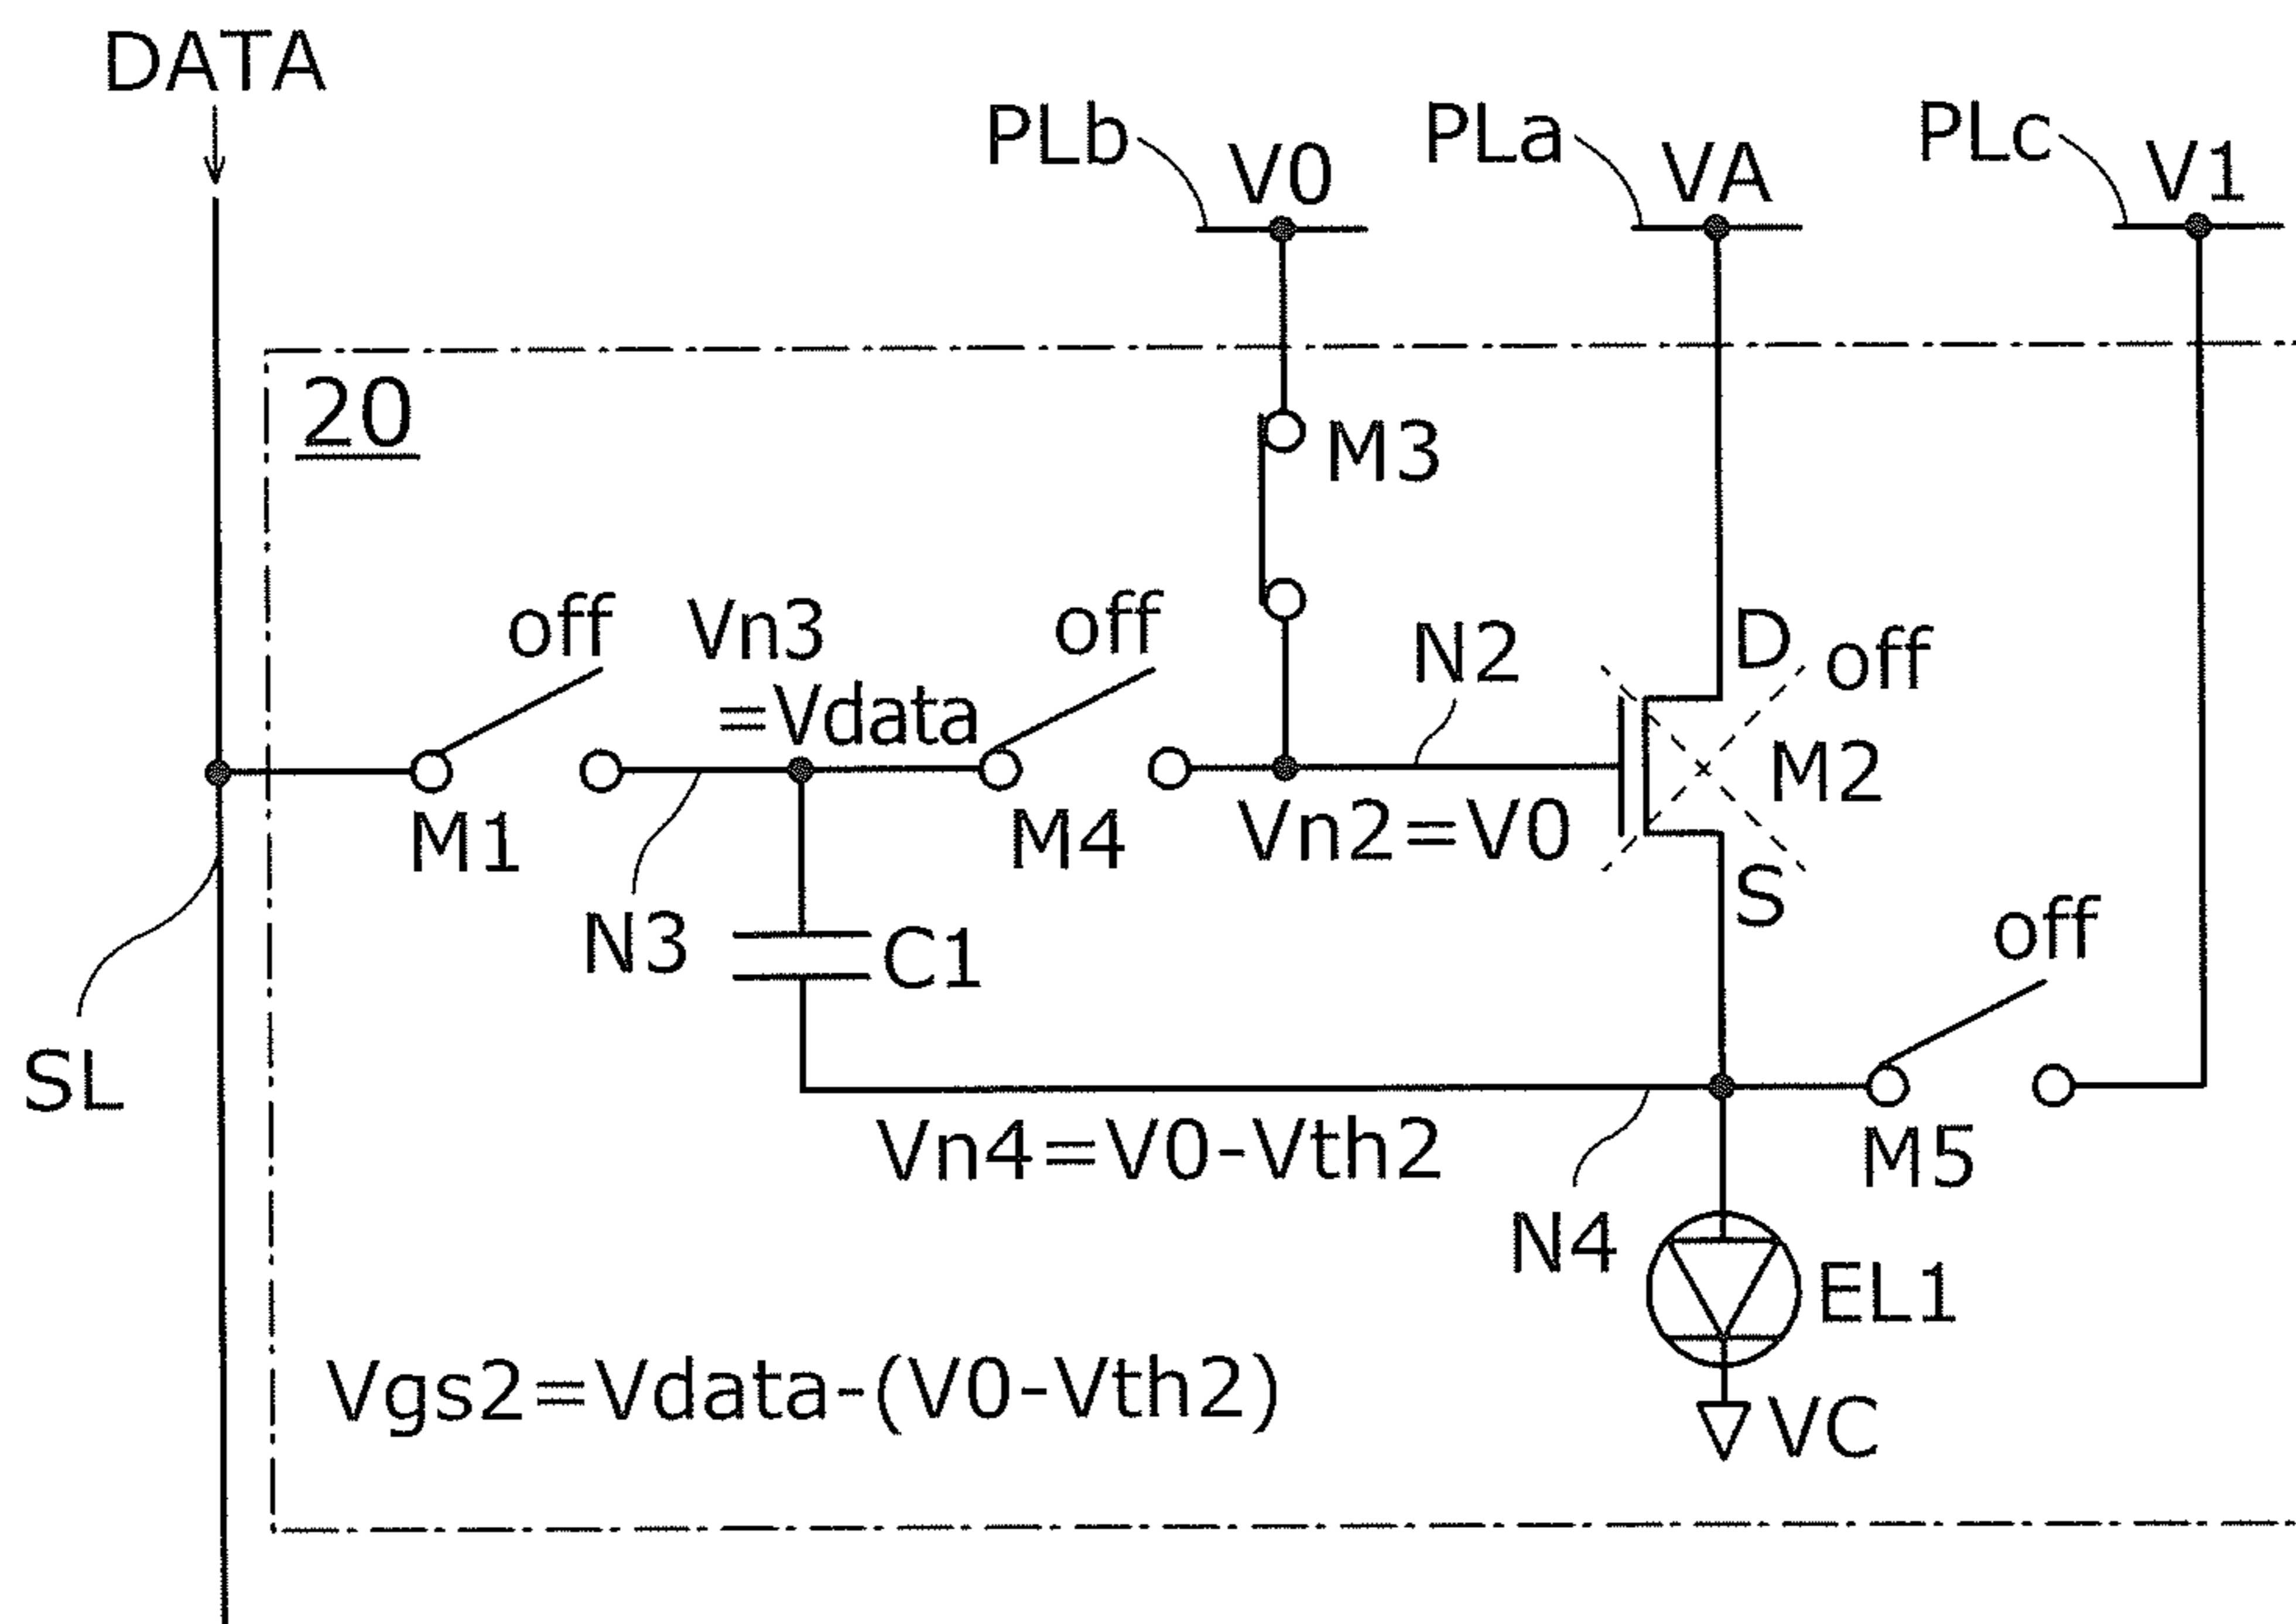 DATA
PLb
V0
PLa
VA
PLc
V1
20
M3
off
Vn3
=Vdata
off
N2
D
off
M2
M1
M4
Vn2=V0
S
N3
C1
off
SL
Vn4=V0-Vth2
M5
N4
EL1
Vgs2=Vdata-(V0-Vth2)
VC